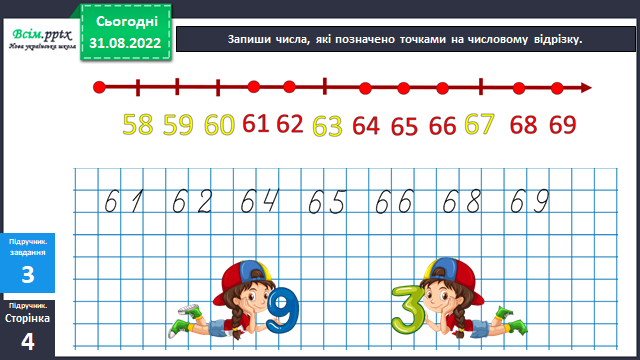 Всім.pptx
Нова українська школа
Сьогодні
31.08.2022
Запиши числа, які позначено точками на числовому відрізку.
58 59 60 61 62 63 64 65 66 67 68 69
61 62 64 65 66 68 69
9 3
Підручник.
завдання
3
Підручник.
Сторінка
4